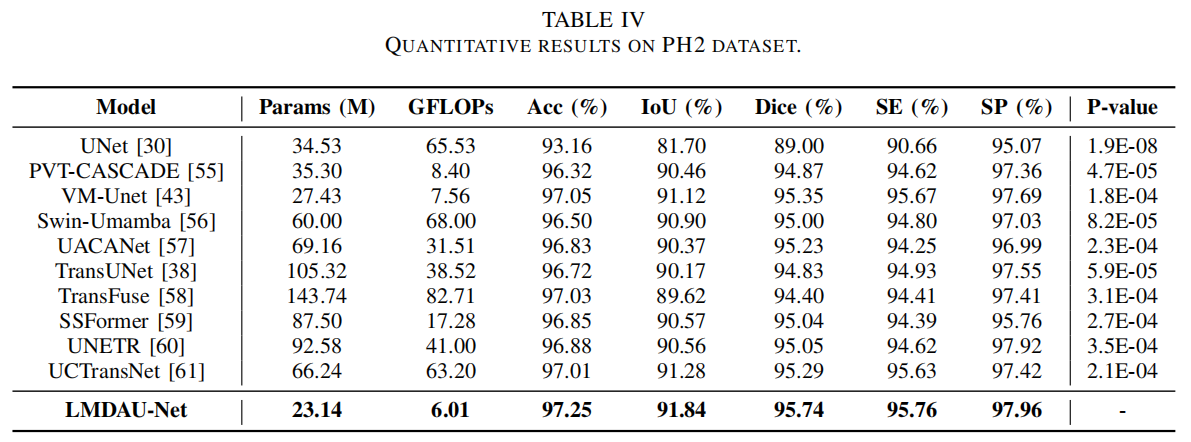 TABLE IV
QUANTITATIVE RESULTS ON PH2 DATASET.
Model Params (M) GFLOPs Acc (%) IoU (%) Dice (%) SE (%) SP (%) P-value
UNet [30] 34.53 65.53 93.16 81.70 89.00 90.66 95.07 1.9E-08
PVT-CASCADE [55] 35.30 8.40 96.32 90.46 94.87 94.62 97.36 4.7E-05
VM-Unet [43] 27.43 7.56 97.05 91.12 95.35 95.67 97.69 1.8E-04
Swin-Umamba [56] 60.00 68.00 96.50 90.90 95.00 94.80 97.03 8.2E-05
UACANet [57] 69.16 31.51 96.83 90.37 95.23 94.25 96.99 2.3E-04
TransUNet [38] 105.32 38.52 96.72 90.17 94.83 94.93 97.55 5.9E-05
TransFuse [58] 143.74 82.71 97.03 89.62 94.40 94.41 97.41 3.1E-04
SSFormer [59] 87.50 17.28 96.85 90.57 95.04 94.39 95.76 2.7E-04
UNETR [60] 92.58 41.00 96.88 90.56 95.05 94.62 97.92 3.5E-04
UCTransNet [61] 66.24 63.20 97.01 91.28 95.29 95.63 97.42 2.1E-04
LMDAU-Net 23.14 6.01 97.25 91.84 95.74 95.76 97.96 -